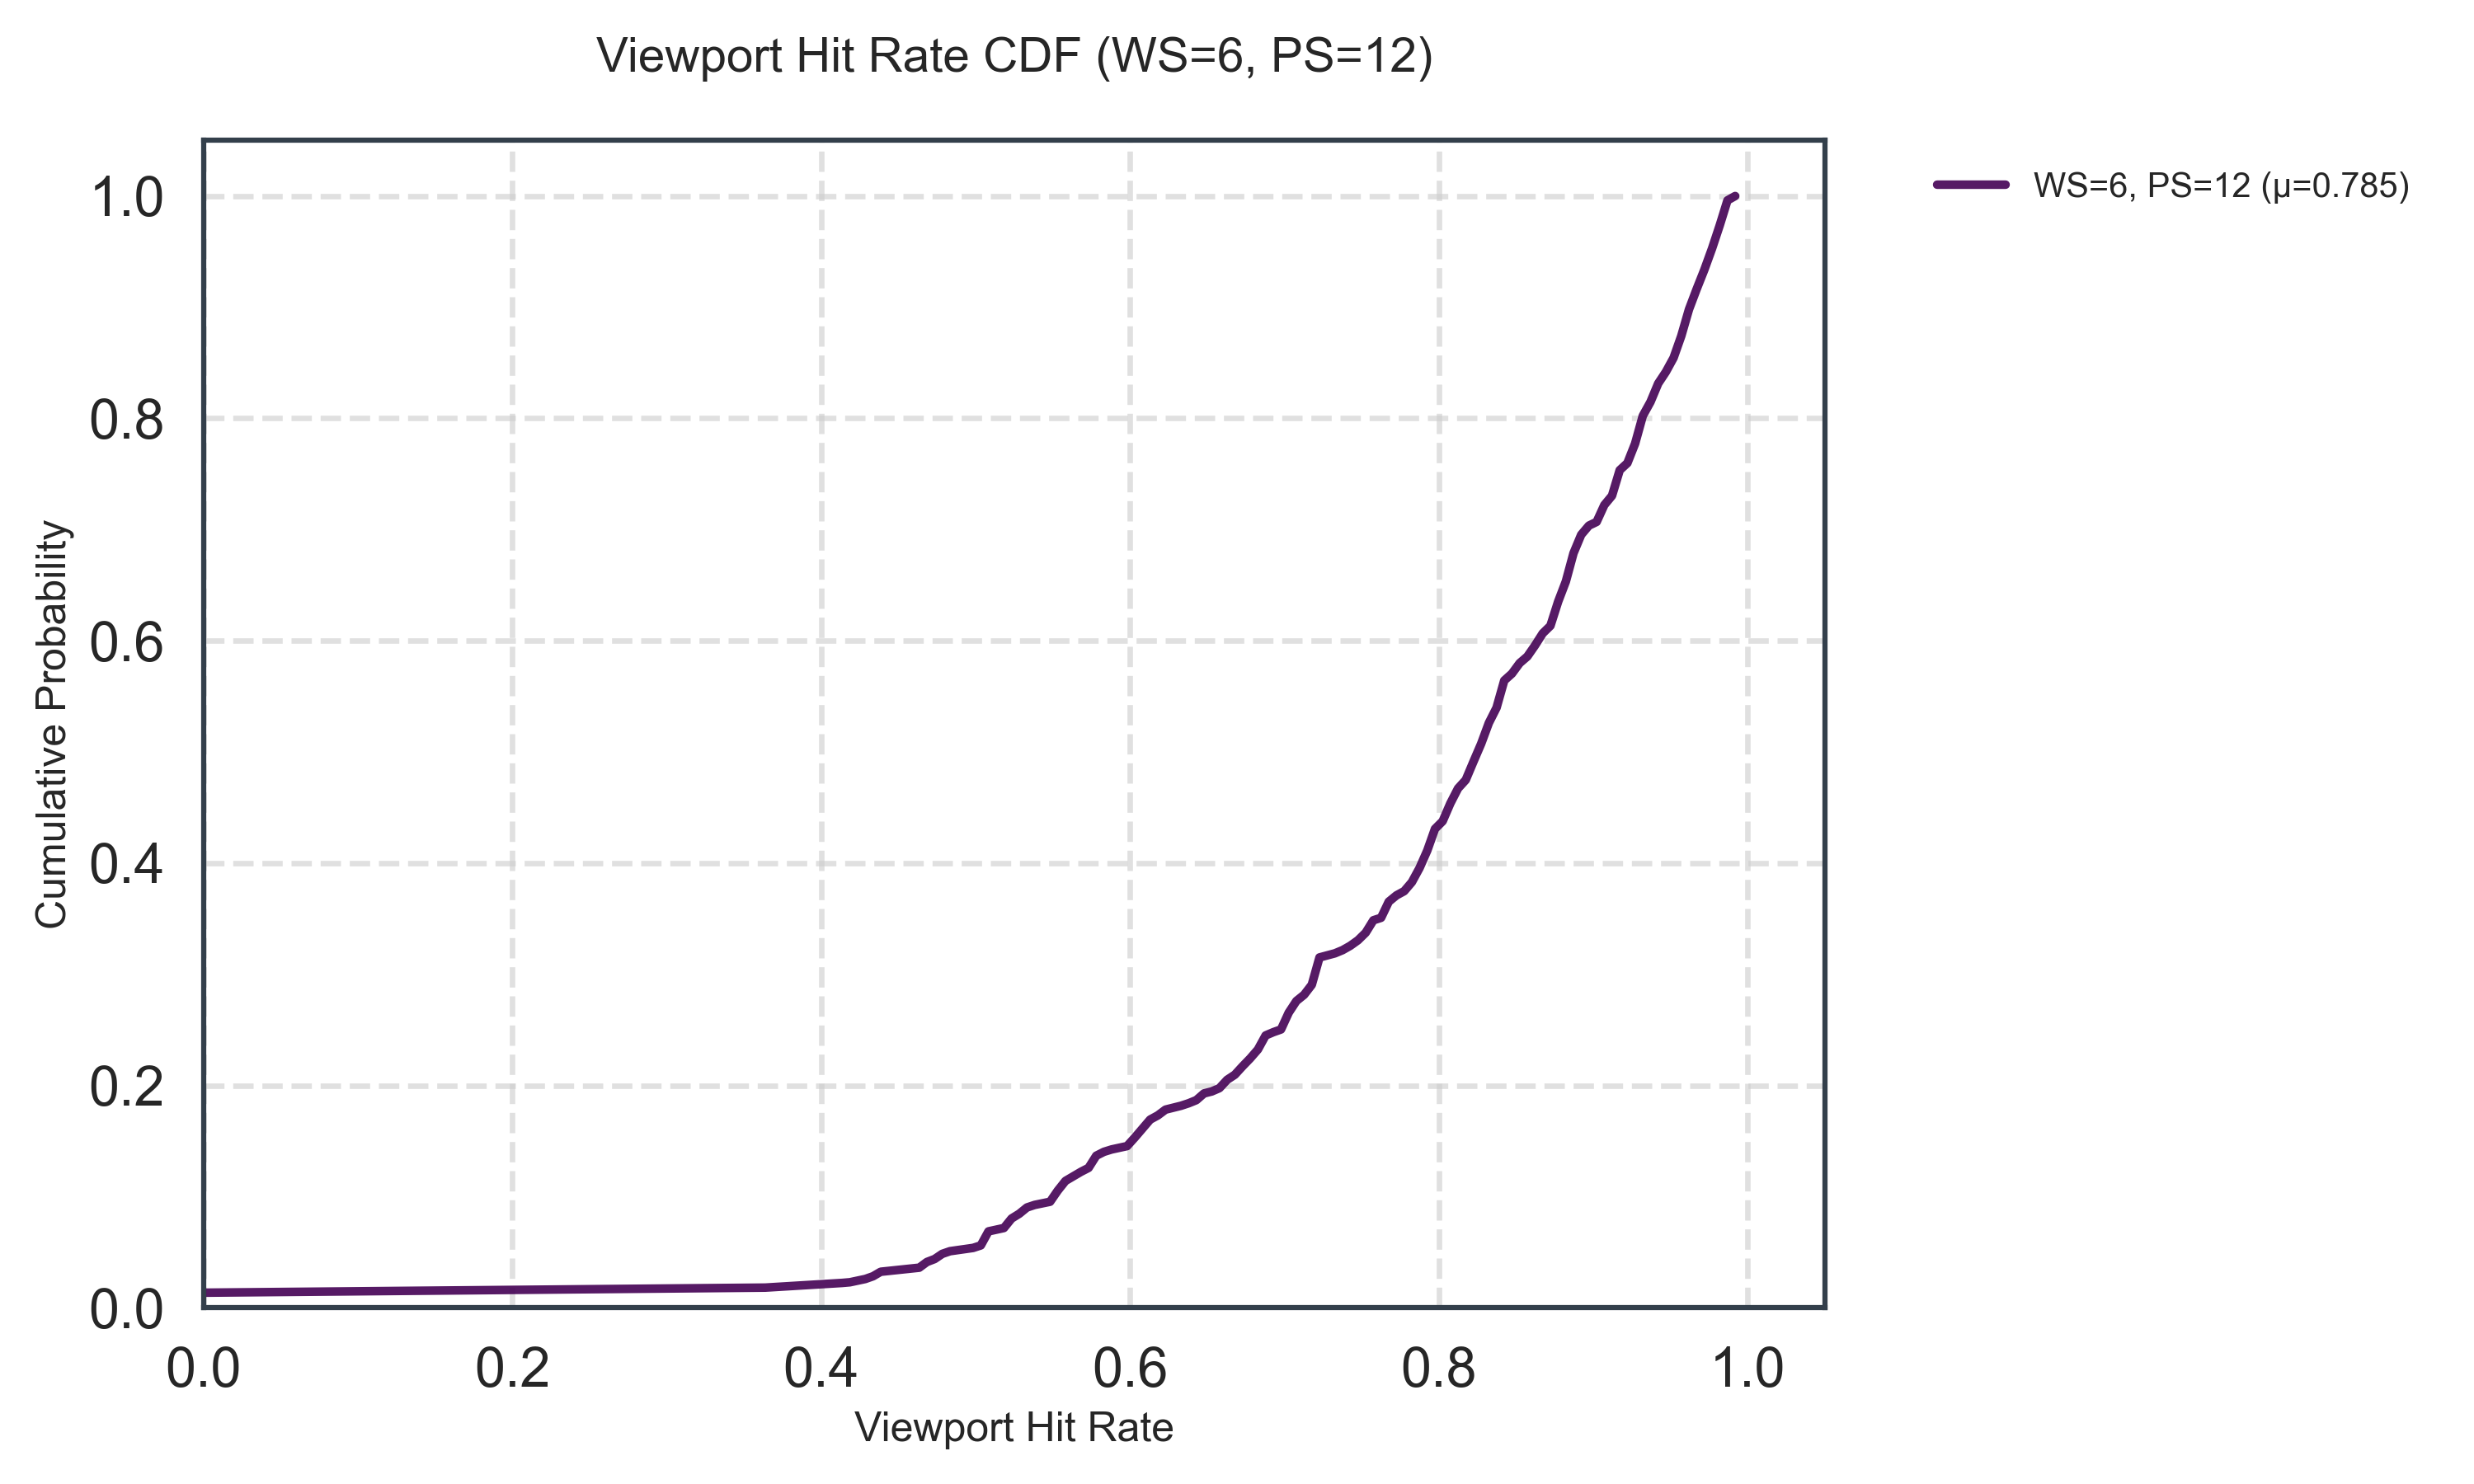 Viewport Hit Rate CDF (WS=6, PS=12)
WS=6, PS=12 (μ=0.785)
Cumulative Probability
1.0
0.8
0.6
0.4
0.2
0.0
0.0 0.2 0.4 0.6 0.8 1.0
Viewport Hit Rate